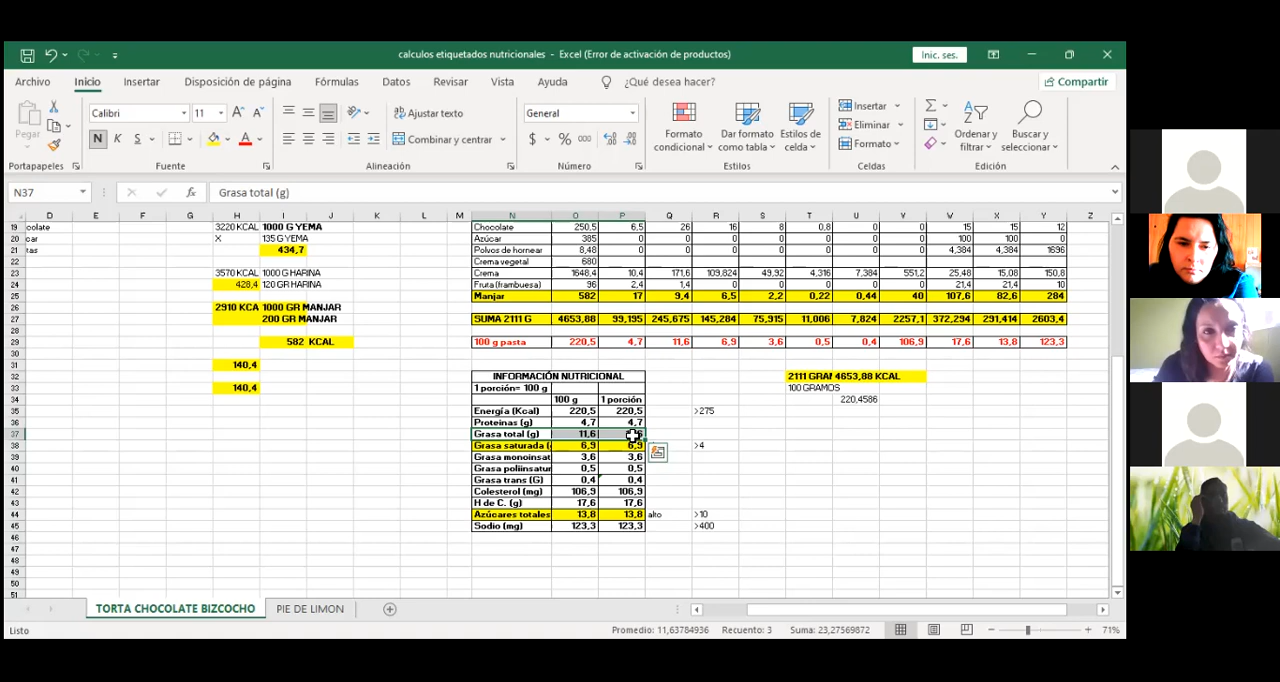 calculos etiquetados nutricionales - Excel (Error de activación de productos)
Inic. ses.
Archivo Inicio Insertar Disposición de página Fórmulas Datos Revisar Vista Ayuda ¿Qué desea hacer? Compartir
Pegar
Calibri 11
N K S
Ajustar texto
Combinar y centrar
General
$ % 000
Formato condicional
Dar formato como tabla
Estilos de celda
Insertar
Eliminar
Formato
Ordenar y filtrar
Buscar y seleccionar
Portapapeles Fuente Alineación Número Estilos Celdas Edición
N37 fx Grasa total (g)
D E F G H I J K L M N O P Q R S T U V W X Y Z
19 colate 3220 KCAL 1000 G YEMA Chocolate 250,5 6,5 26 16 8 0,8 0 0 15 15 12
20 car X 135 G YEMA Azúcar 385 0 0 0 0 0 0 0 100 100 0
21 tas 434,7 Polvos de hornear 8,48 0 0 0 0 0 0 0 4,384 4,384 1696
22 Crema vegetal 680
23 3570 KCAL 1000 G HARINA Crema 1648,4 10,4 171,6 109,824 49,92 4,316 7,384 551,2 25,48 15,08 150,8
24 428,4 120 GR HARINA Fruta (frambuesa) 96 2,4 1,4 0 0 0 0 0 21,4 21,4 10
25 Manjar 582 17 9,4 6,5 2,2 0,22 0,44 40 107,6 82,6 284
26 2910 KCA 1000 GR MANJAR
27 200 GR MANJAR SUMA 2111 G 4653,88 99,195 245,675 145,284 75,915 11,006 7,824 2257,1 372,294 291,414 2603,4
28
29 582 KCAL 100 g pasta 220,5 4,7 11,6 6,9 3,6 0,5 0,4 106,9 17,6 13,8 123,3
30
31 140,4
32 INFORMACIÓN NUTRICIONAL 2111 GRAM 4653,88 KCAL
33 140,4 1 porción= 100 g 100 GRAMOS
34 100 g 1 porción 220,4586
35 Energía (Kcal) 220,5 220,5 >275
36 Proteinas (g) 4,7 4,7
37 Grasa total (g) 11,6
38 Grasa saturada ( 6,9 6,9 >4
39 Grasa monoinsat 3,6 3,6
40 Grasa poliinsatur 0,5 0,5
41 Grasa trans (G) 0,4 0,4
42 Colesterol (mg) 106,9 106,9
43 H de C. (g) 17,6 17,6
44 Azúcares totales 13,8 13,8 alto >10
45 Sodio (mg) 123,3 123,3 >400
46
47
48
49
50
51
TORTA CHOCOLATE BIZCOCHO PIE DE LIMON
Listo Promedio: 11,63784936 Recuento: 3 Suma: 23,27569872 71%